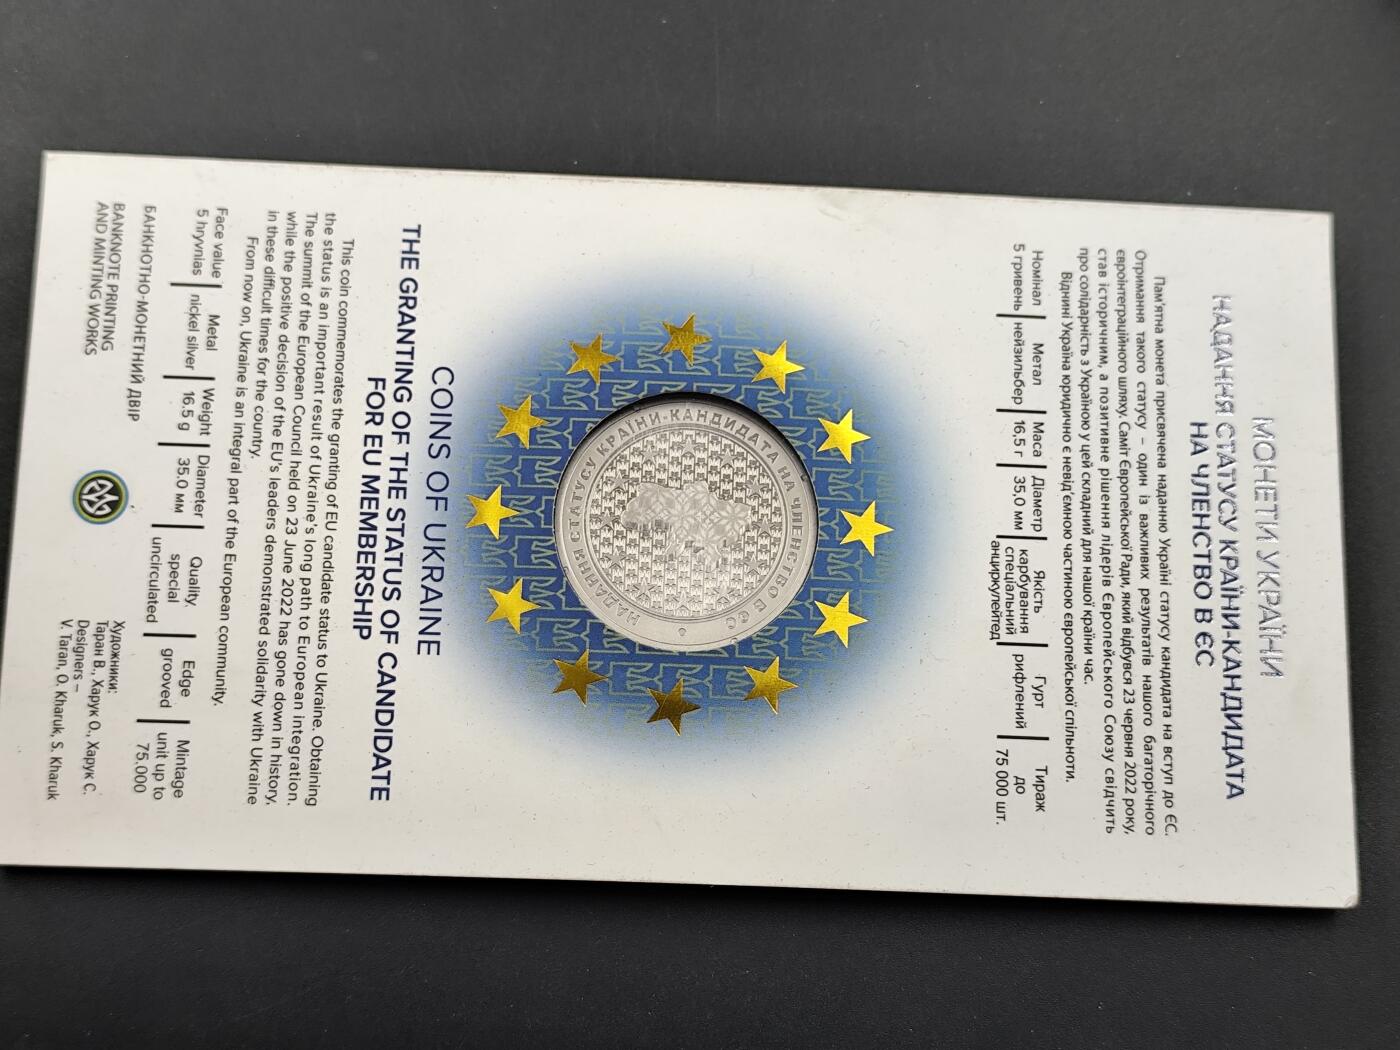 МОНЕТИ УКРАЇНИ
НАДАННЯ СТАТУСУ КРАЇНИ-КАНДИДАТА
НА ЧЛЕНСТВО В ЄС
Пам'ятна монета присвячена наданню Україні статусу кандидата на вступ до ЄС.
Отримання такого статусу – один із важливих результатів нашого багаторічного
євроінтеграційного шляху. Саміт Європейської Ради, який відбувся 23 червня 2022 року,
став історичним, а позитивне рішення лідерів Європейського Союзу свідчить
про солідарність з Україною у цей складний для нашої країни час.
Віднині Україна юридично є невід'ємною частиною європейської спільноти.
Номінал
5 гривень
Метал
нейзильбер
Маса
16,5 г
Діаметр
35,0 мм
Якість
карбування
спеціальний
анциркулейтед
Гурт
рифлений
Тираж
до
75 000 шт.
НАДАННЯ СТАТУСУ КРАЇНИ-КАНДИДАТА НА ЧЛЕНСТВО В ЄС
COINS OF UKRAINE
THE GRANTING OF THE STATUS OF CANDIDATE
FOR EU MEMBERSHIP
This coin commemorates the granting of EU candidate status to Ukraine. Obtaining
the status is an important result of Ukraine's long path to European integration.
The summit of the European Council held on 23 June 2022 has gone down in history,
while the positive decision of the EU's leaders demonstrated solidarity with Ukraine
in these difficult times for the country.
From now on, Ukraine is an integral part of the European community.
Face value
5 hryvnias
Metal
nickel silver
Weight
16.5 g
Diameter
35.0 мм
Quality
special
uncirculated
Edge
grooved
Mintage
unit up to
75.000
БАНКНОТНО-МОНЕТНИЙ ДВІР
BANKNOTE PRINTING
AND MINTING WORKS
Художники:
Таран В., Харук О., Харук С.
Designers –
V. Taran, O. Kharuk, S. Kharuk